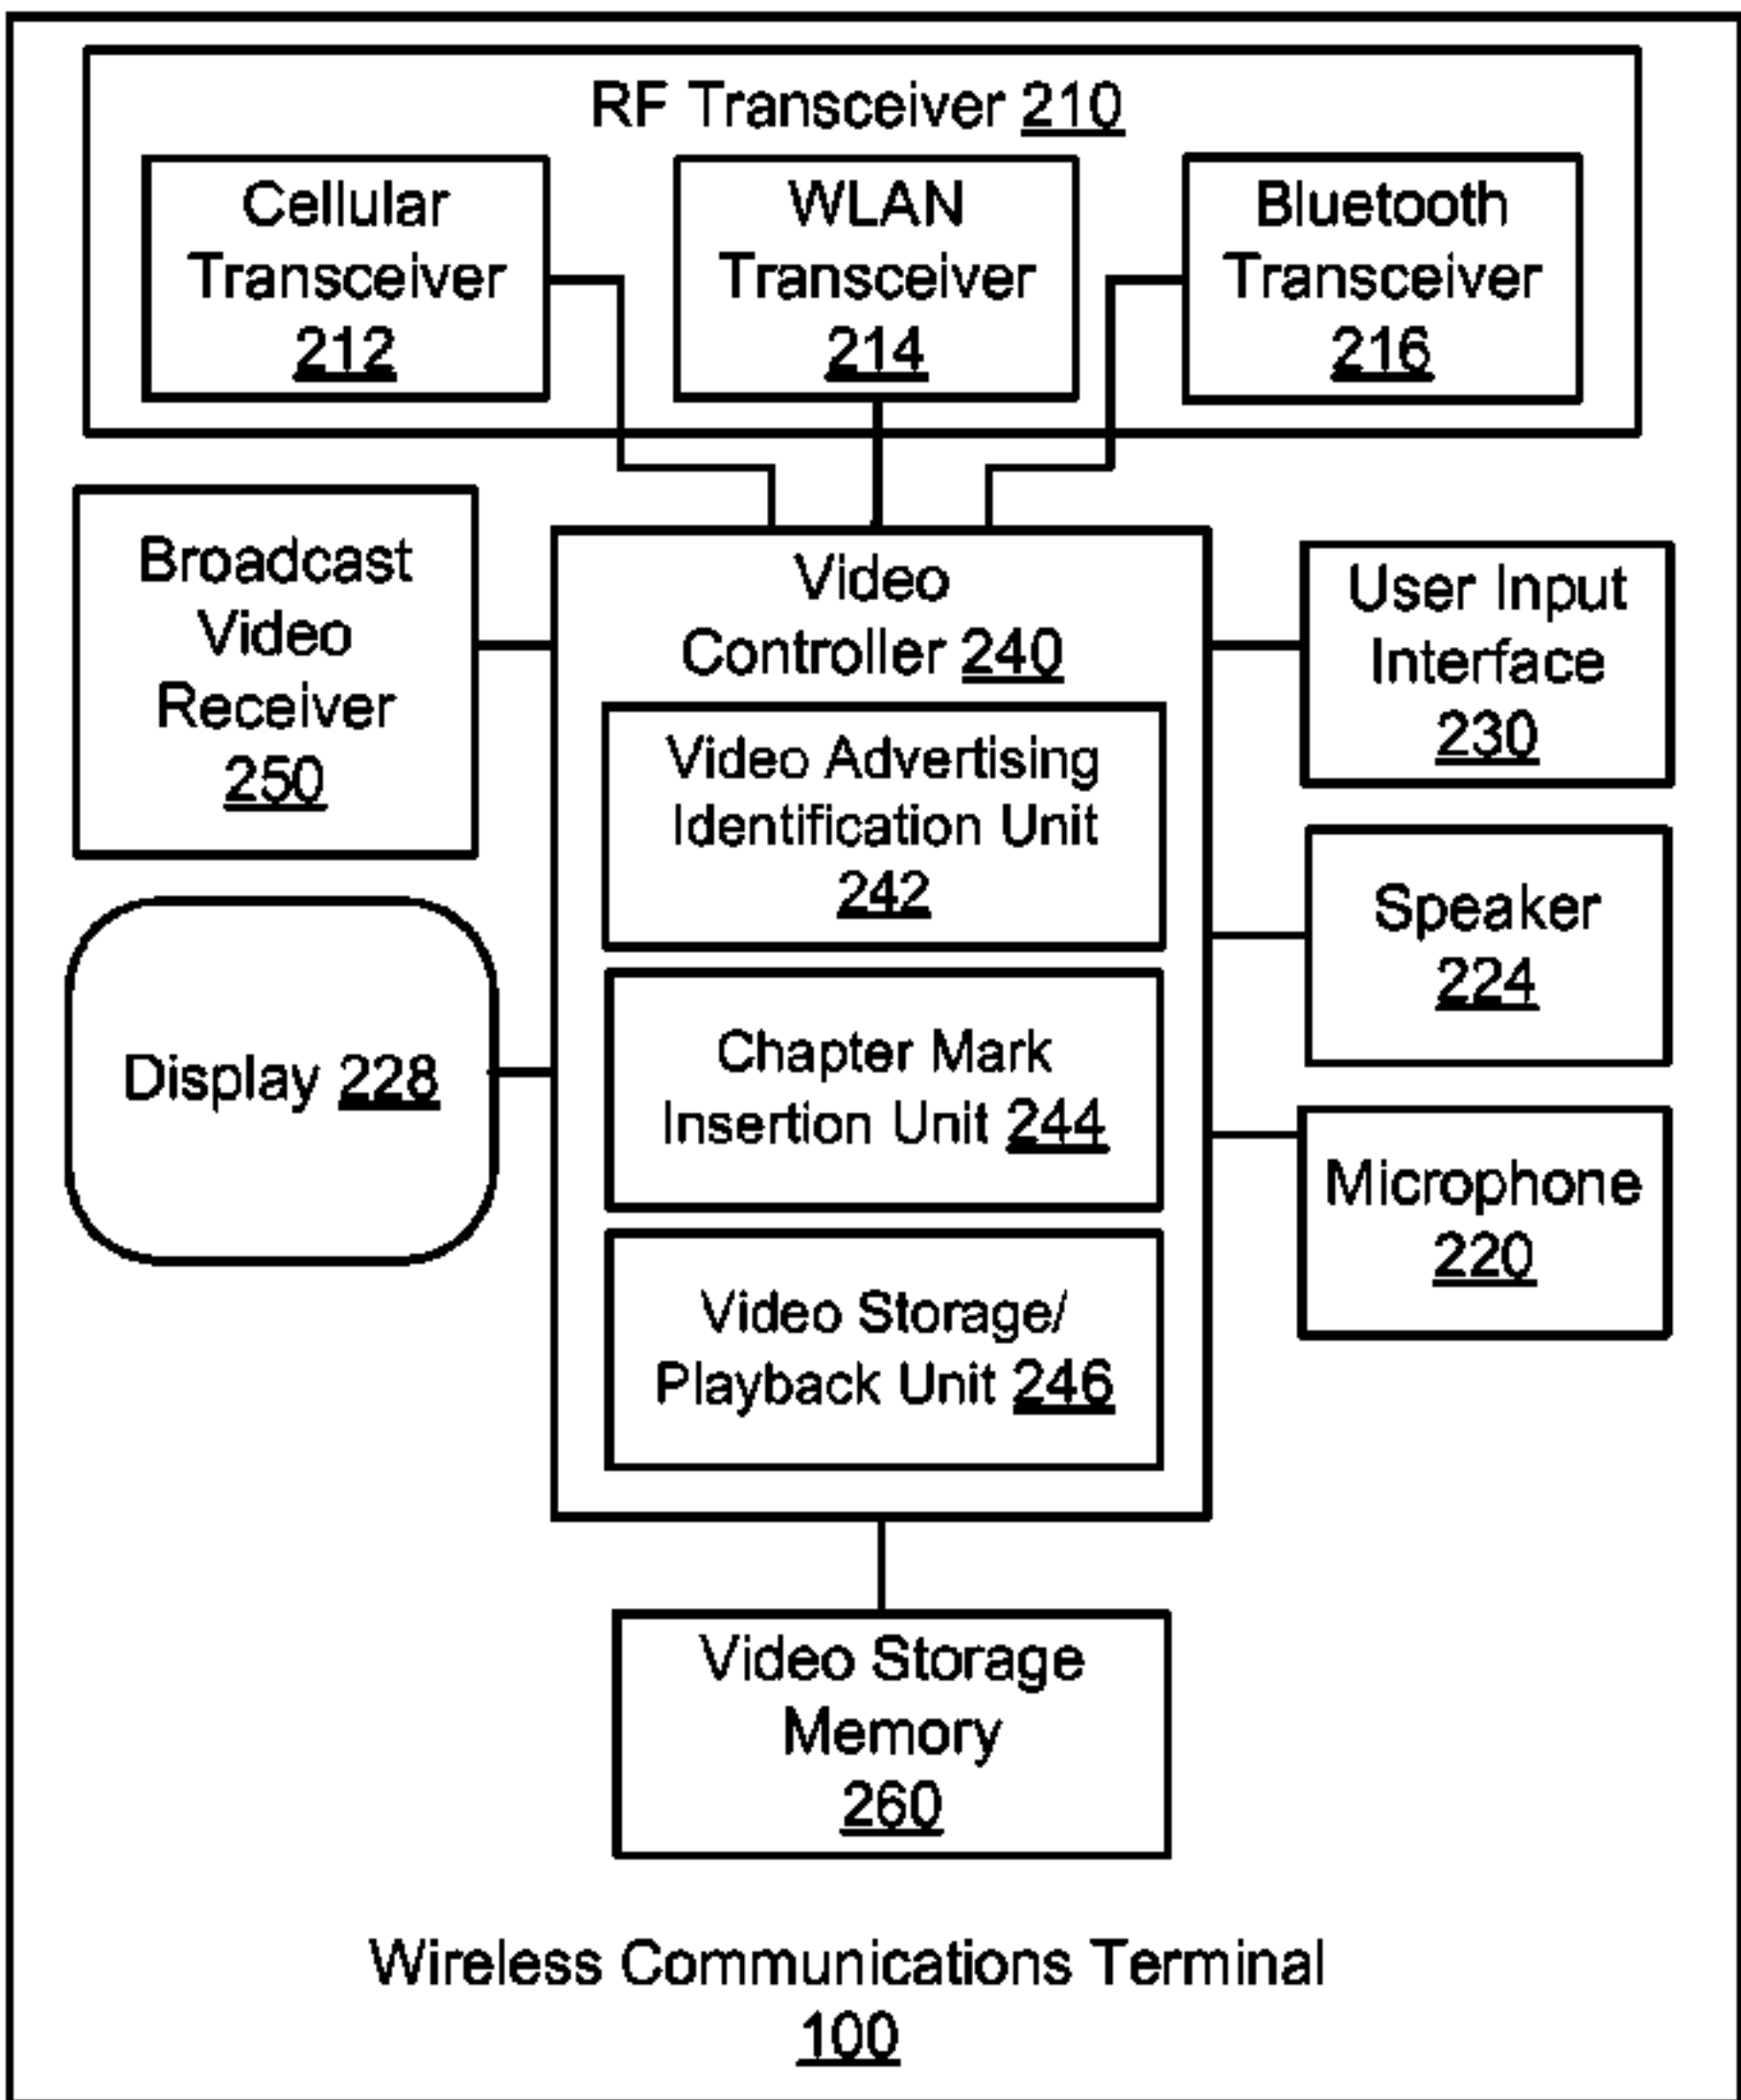 RF Transceiver 210
Cellular
Transceiver
212
WLAN
Transceiver
214
Bluetooth
Transceiver
216
Broadcast
Video
Receiver
250
Video
Controller 240
User Input
Interface
230
Video Advertising
Identification Unit
242
Speaker
224
Display 228
Chapter Mark
Insertion Unit 244
Microphone
220
Video Storage/
Playback Unit 246
Video Storage
Memory
260
Wireless Communications Terminal
100